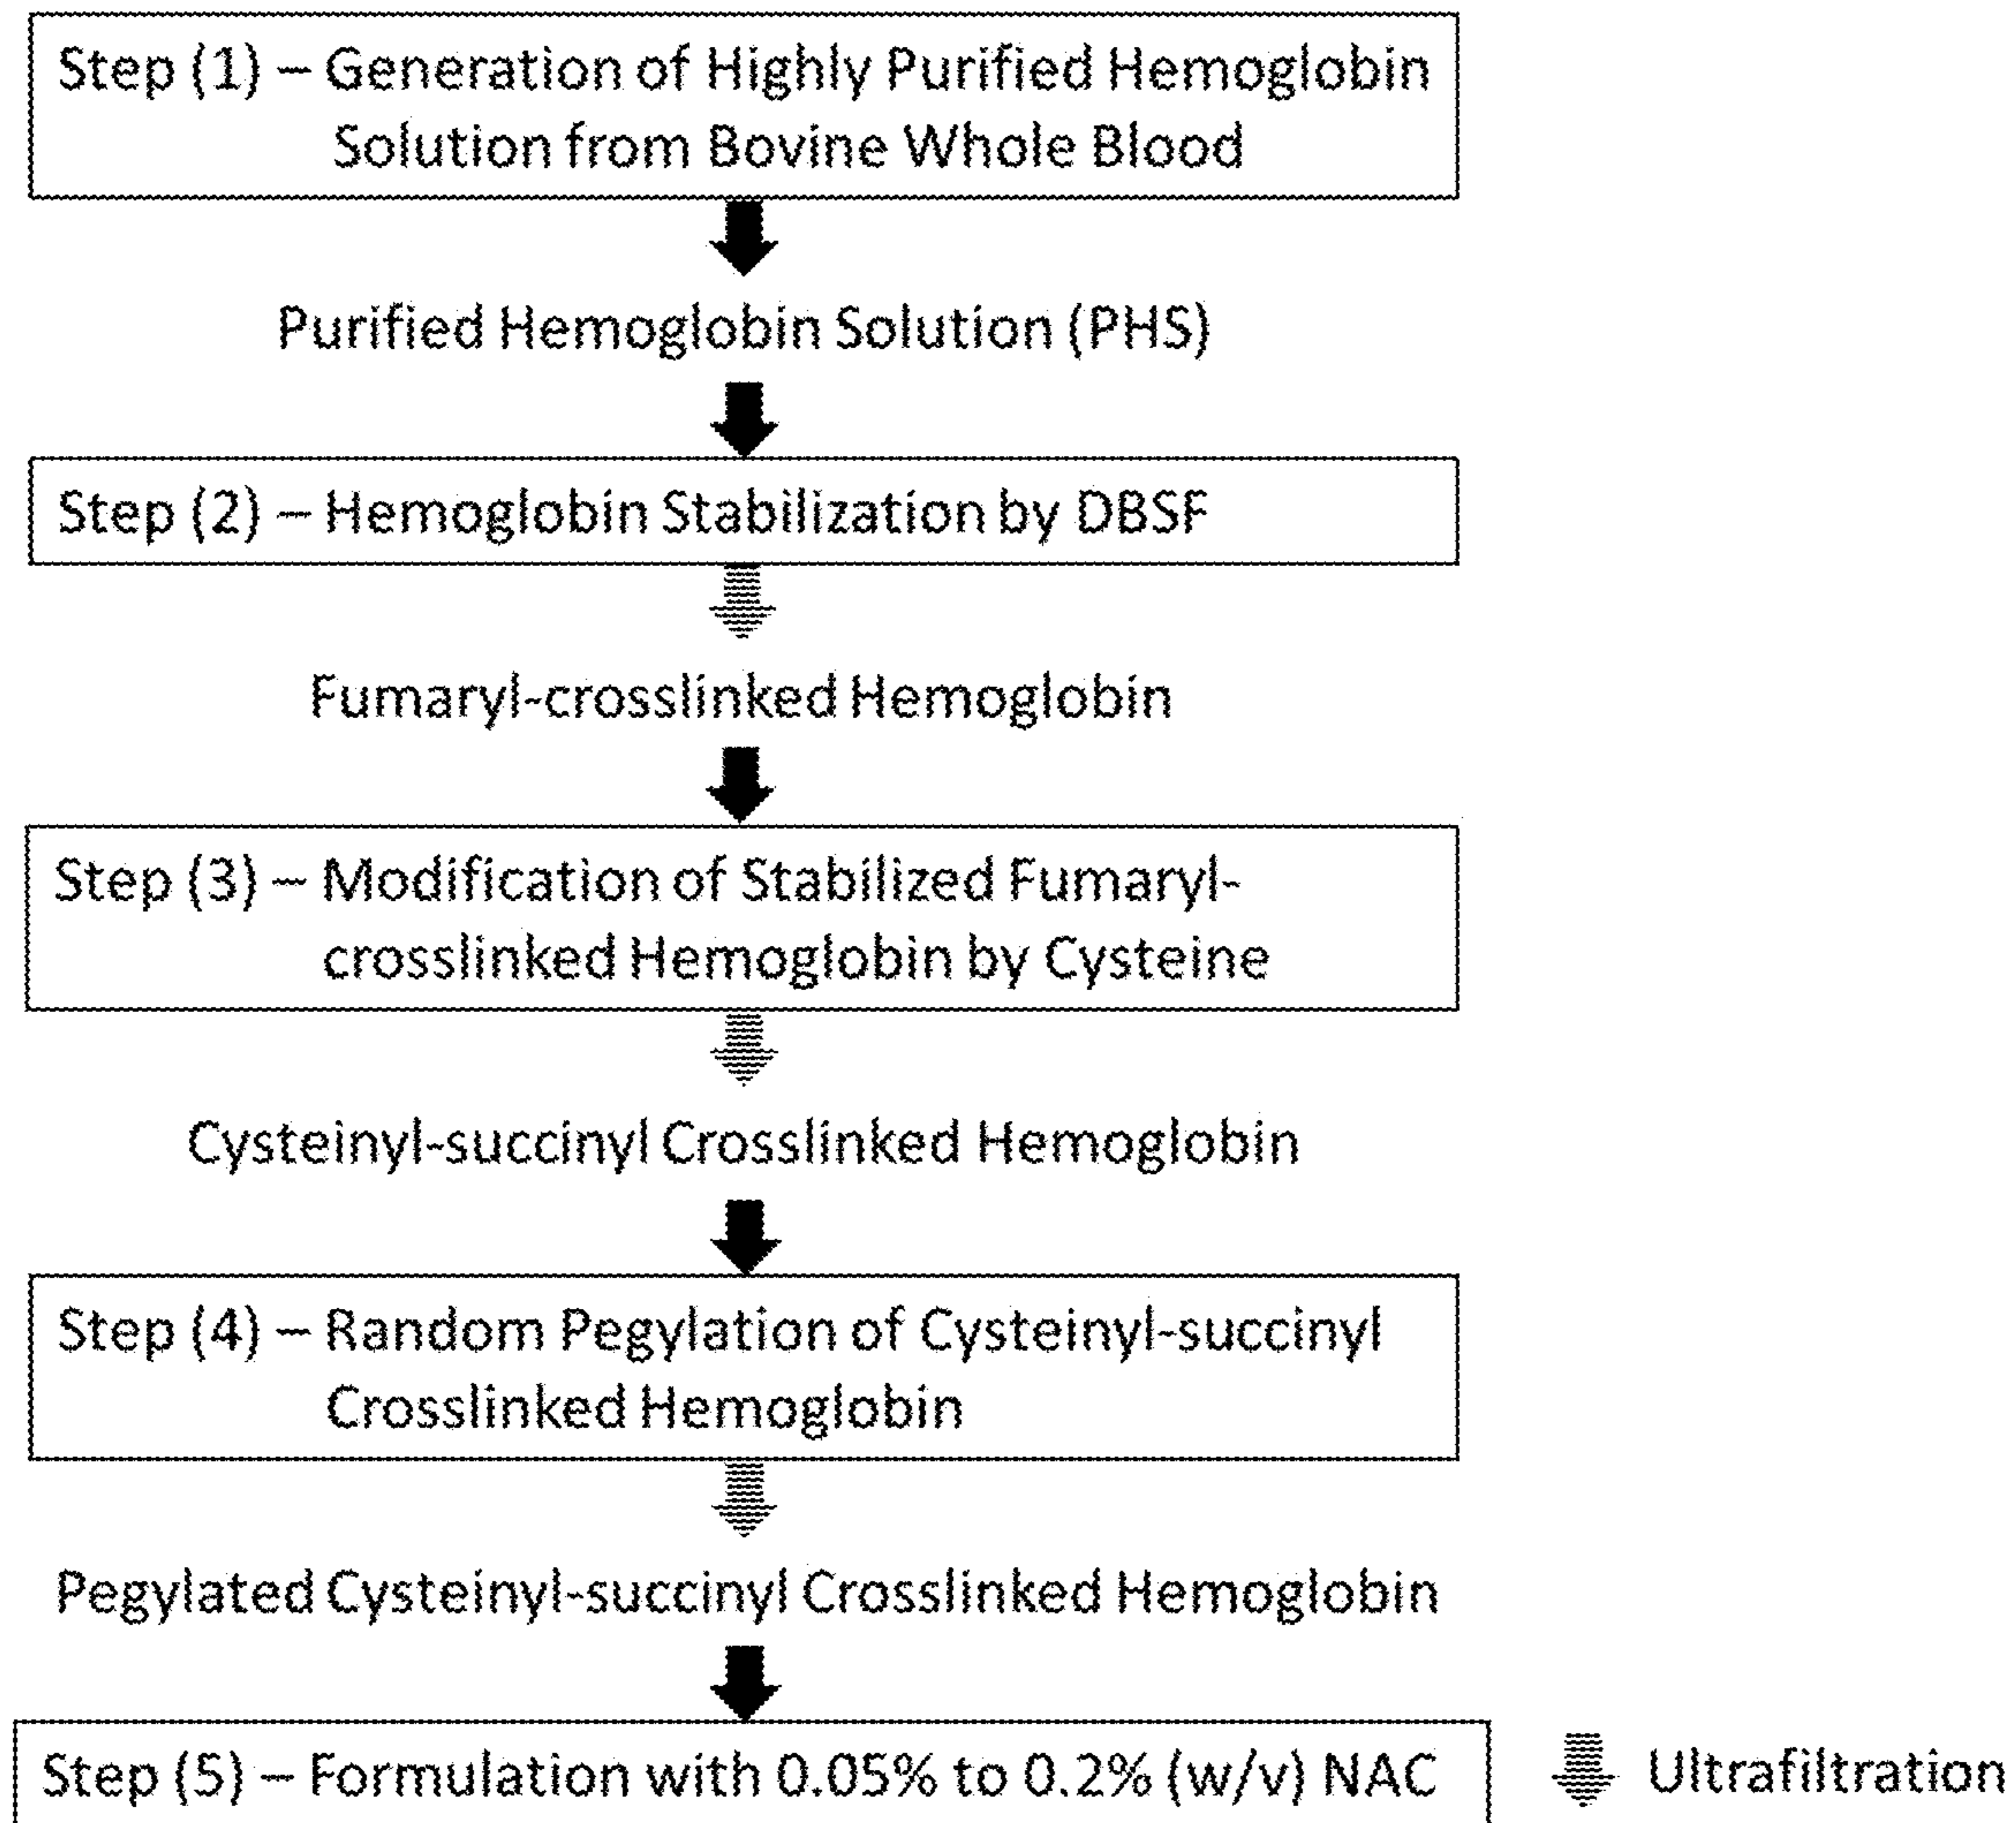 Step (1) – Generation of Highly Purified Hemoglobin
Solution from Bovine Whole Blood
Purified Hemoglobin Solution (PHS)
Step (2) – Hemoglobin Stabilization by DBSF
Fumaryl-crosslinked Hemoglobin
Step (3) – Modification of Stabilized Fumaryl-
crosslinked Hemoglobin by Cysteine
Cysteinyl-succinyl Crosslinked Hemoglobin
Step (4) – Random Pegylation of Cysteinyl-succinyl
Crosslinked Hemoglobin
Pegylated Cysteinyl-succinyl Crosslinked Hemoglobin
Step (5) – Formulation with 0.05% to 0.2% (w/v) NAC
Ultrafiltration